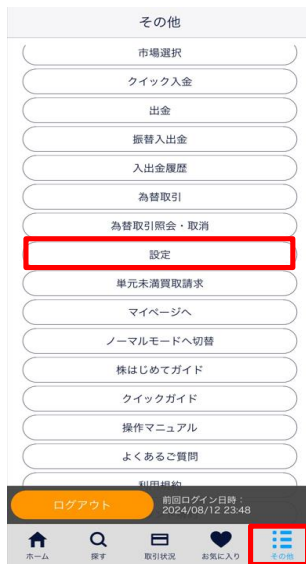 その他
市場選択
クイック入金
出金
振替入出金
入出金履歴
為替取引
為替取引照会・取消
設定
単元未満買取請求
マイページへ
ノーマルモードへ切替
株はじめてガイド
クイックガイド
操作マニュアル
よくあるご質問
利用規約
ログアウト
前回ログイン日時：
2024/08/12 23:48
ホーム
探す
取引状況
お気に入り
その他